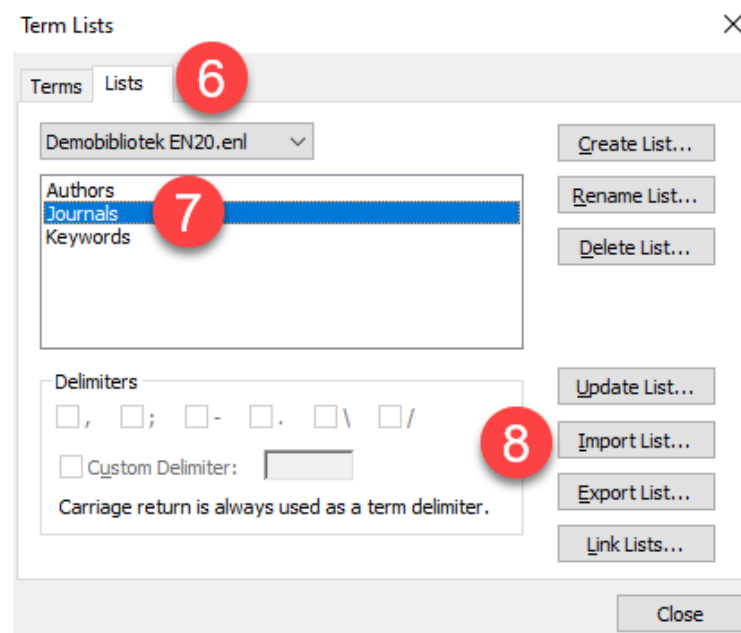 Term Lists
Terms Lists 6
Demobibliotek EN20.enl
Create List...
Authors
Journals 7
Keywords
Rename List...
Delete List...
Delimiters
, ; - . \ /
Custom Delimiter:
Carriage return is always used as a term delimiter.
Update List...
8 Import List...
Export List...
Link Lists...
Close